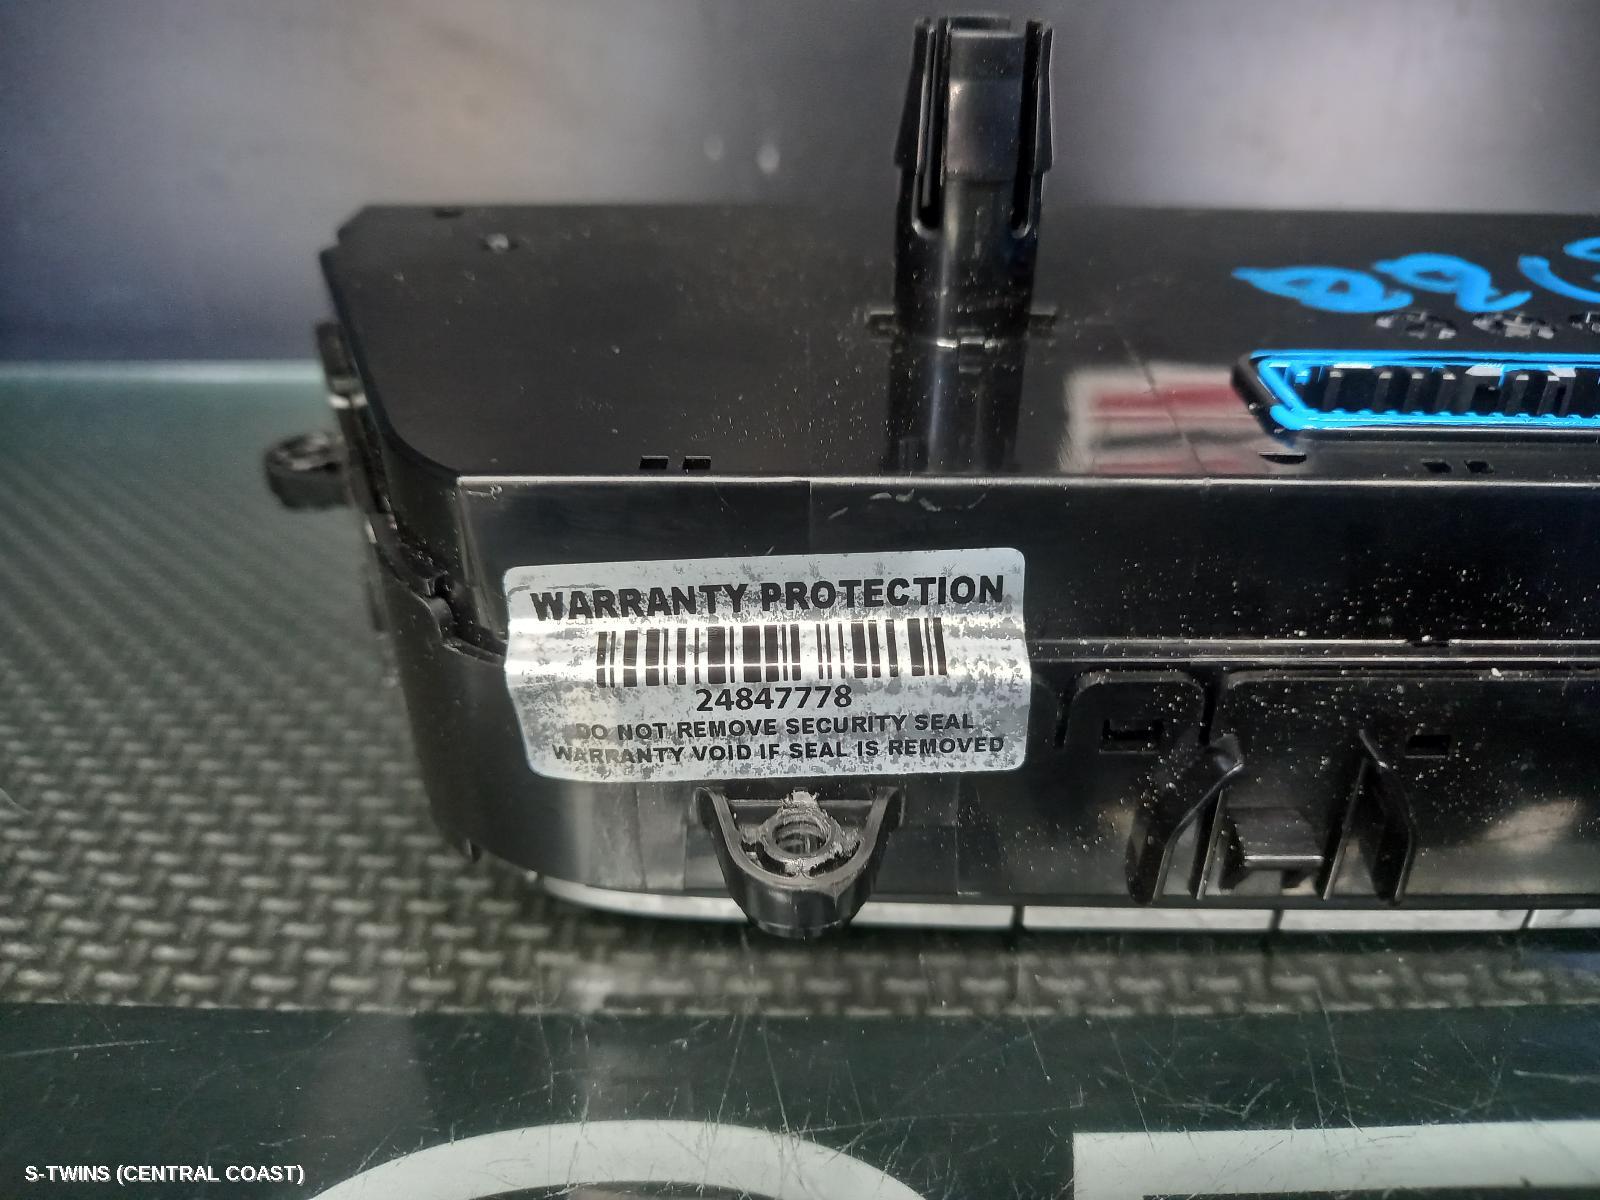 WARRANTY PROTECTION
24847778
DO NOT REMOVE SECURITY SEAL
WARRANTY VOID IF SEAL IS REMOVED
S-TWINS (CENTRAL COAST)